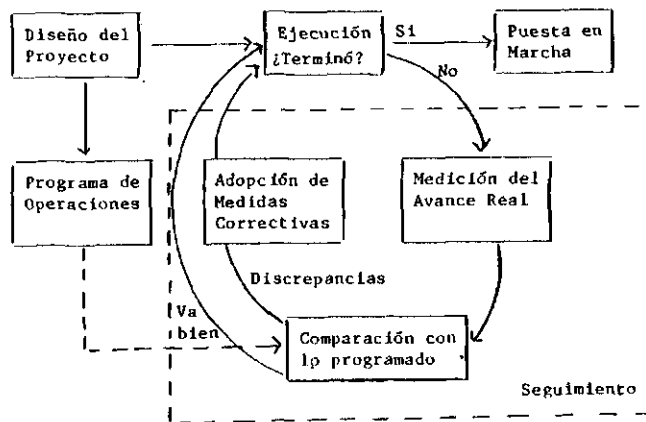 Diseño del
Proyecto
Ejecución
¿Terminó?
Sí
Puesta en
Marcha
No
Programa de
Operaciones
Adopción de
Medidas
Correctivas
Medición del
Avance Real
Discrepancias
Va
bien
Comparación con
lo programado
Seguimiento